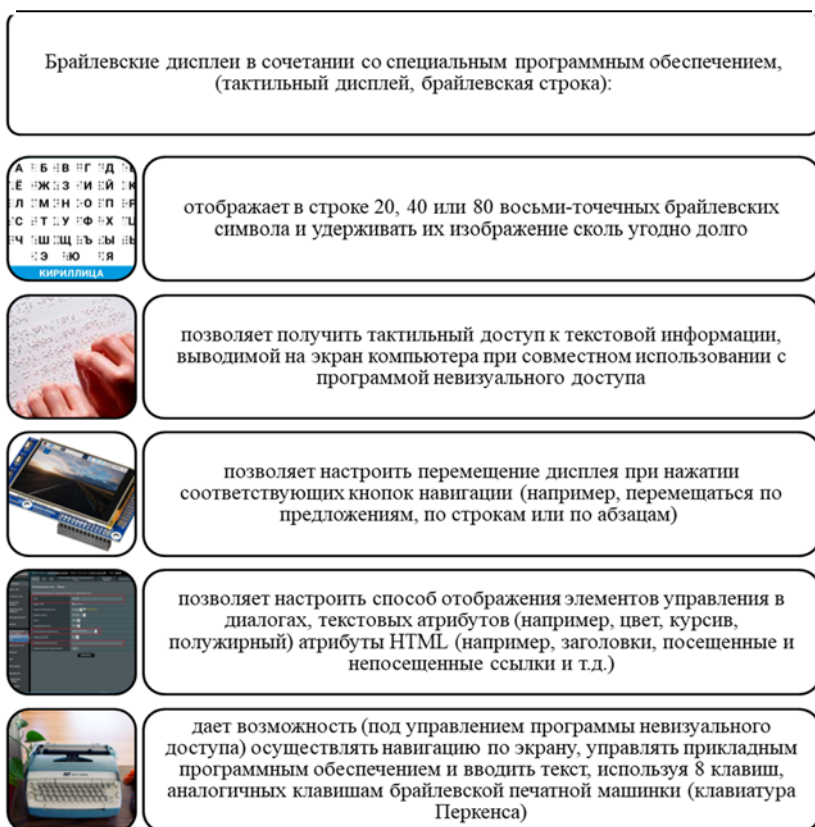 Брайлевские дисплеи в сочетании со специальным программным обеспечением,
(тактильный дисплей, брайлевская строка):
А Б В Г Д
Ё Ж З И Й К
Л М Н О П Р
С Т У Ф Х Ц
Ч Ш Щ Ъ Ы Ь
Э Ю Я
КИРИЛЛИЦА
отображает в строке 20, 40 или 80 восьми-точечных брайлевских
символа и удерживать их изображение сколь угодно долго
позволяет получить тактильный доступ к текстовой информации,
выводимой на экран компьютера при совместном использовании с
программой невизуального доступа
позволяет настроить перемещение дисплея при нажатии
соответствующих кнопок навигации (например, перемещаться по
предложениям, по строкам или по абзацам)
позволяет настроить способ отображения элементов управления в
диалогах, текстовых атрибутов (например, цвет, курсив,
полужирный) атрибуты HTML (например, заголовки, посещенные и
непосещенные ссылки и т.д.)
дает возможность (под управлением программы невизуального
доступа) осуществлять навигацию по экрану, управлять прикладным
программным обеспечением и вводить текст, используя 8 клавиш,
аналогичных клавишам брайлевской печатной машинки (клавиатура
Перкенса)